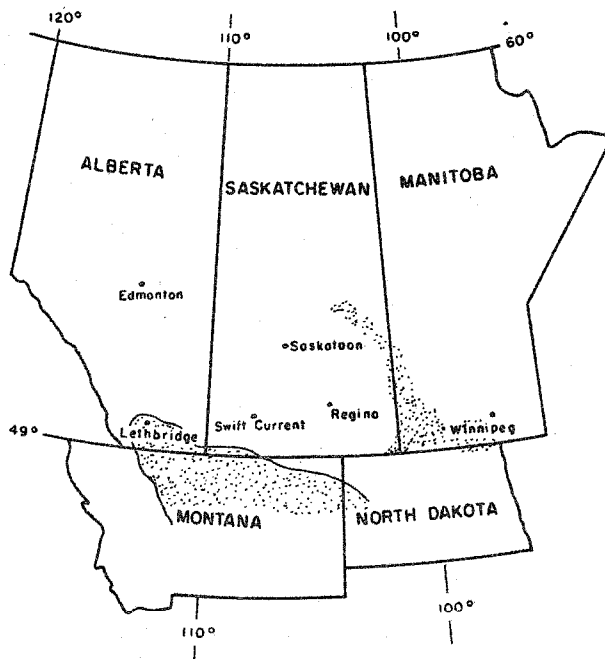 120°
110°
100°
60°
ALBERTA
SASKATCHEWAN
MANITOBA
Edmonton
Saskatoon
Regina
Swift Current
Winnipeg
Lethbridge
49°
MONTANA
NORTH DAKOTA
110°
100°